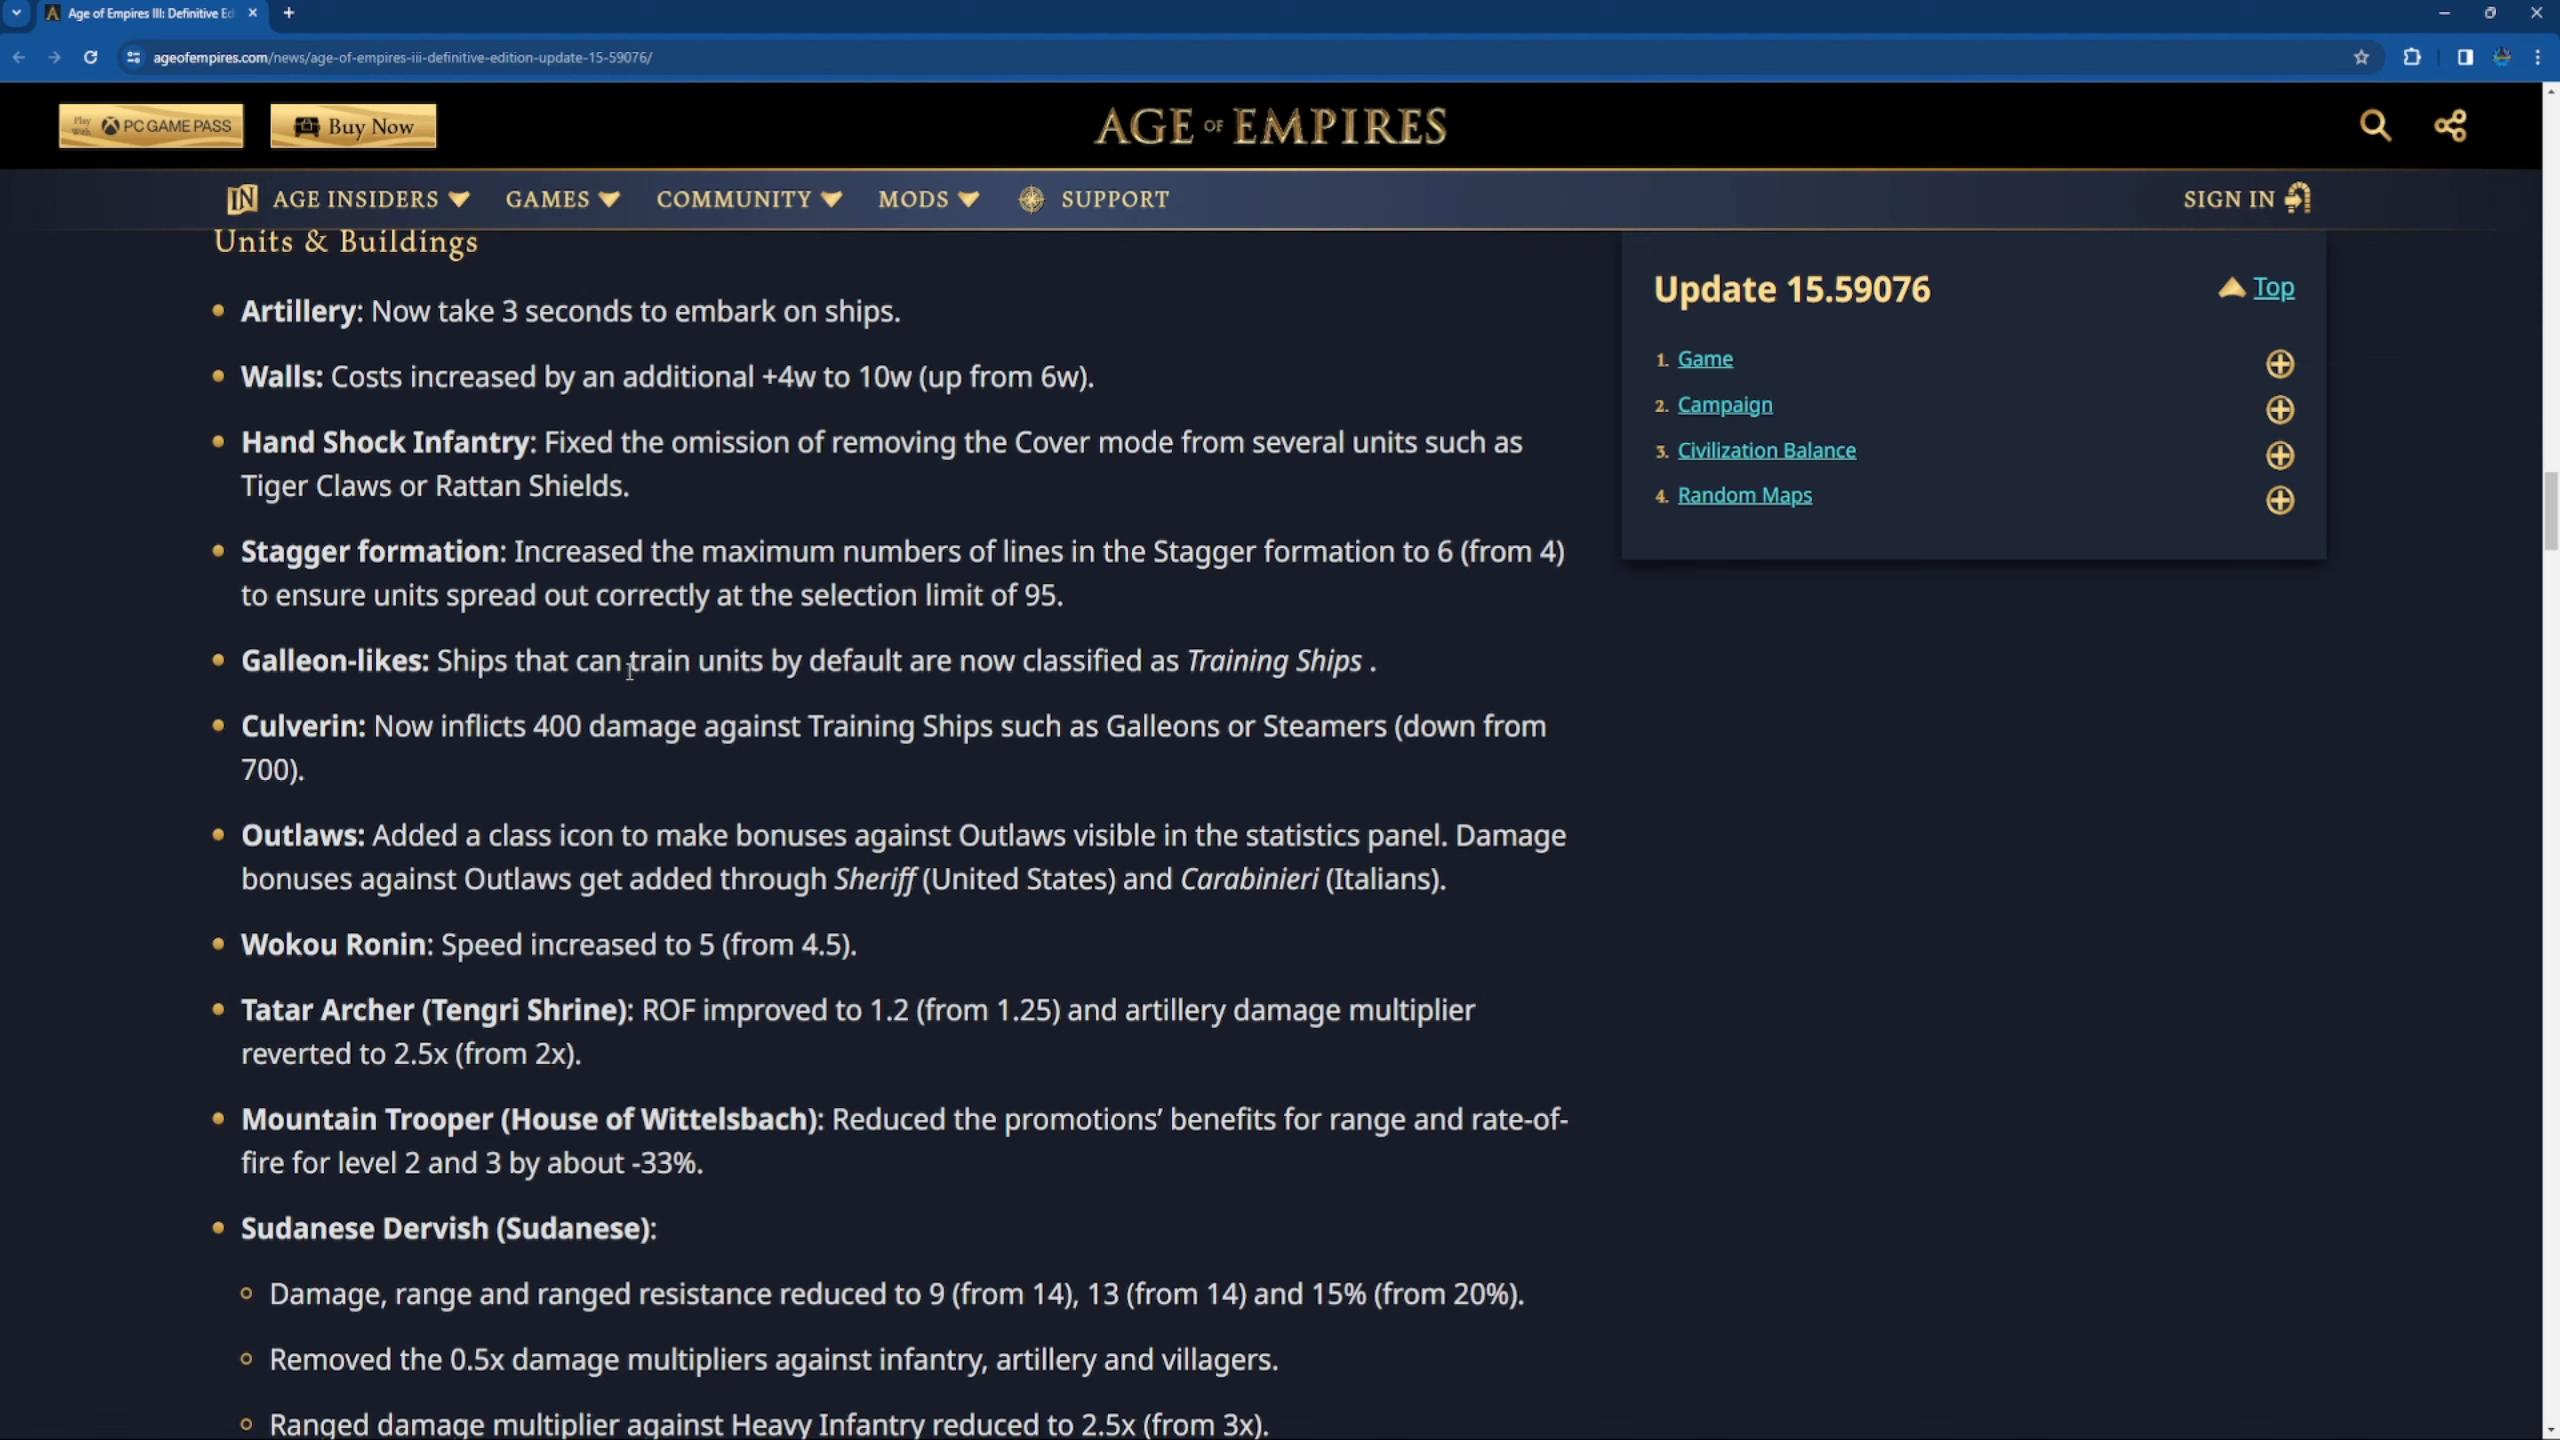 Age of Empires III: Definitive Ed
ageofempires.com/news/age-of-empires-iii-definitive-edition-update-15-59076/
Play With PC GAME PASS
Buy Now
AGE OF EMPIRES
IN AGE INSIDERS GAMES COMMUNITY MODS SUPPORT SIGN IN
Units & Buildings
Artillery: Now take 3 seconds to embark on ships.
Walls: Costs increased by an additional +4w to 10w (up from 6w).
Hand Shock Infantry: Fixed the omission of removing the Cover mode from several units such as
Tiger Claws or Rattan Shields.
Stagger formation: Increased the maximum numbers of lines in the Stagger formation to 6 (from 4)
to ensure units spread out correctly at the selection limit of 95.
Galleon-likes: Ships that can train units by default are now classified as Training Ships .
Culverin: Now inflicts 400 damage against Training Ships such as Galleons or Steamers (down from
700).
Outlaws: Added a class icon to make bonuses against Outlaws visible in the statistics panel. Damage
bonuses against Outlaws get added through Sheriff (United States) and Carabinieri (Italians).
Wokou Ronin: Speed increased to 5 (from 4.5).
Tatar Archer (Tengri Shrine): ROF improved to 1.2 (from 1.25) and artillery damage multiplier
reverted to 2.5x (from 2x).
Mountain Trooper (House of Wittelsbach): Reduced the promotions’ benefits for range and rate-of-
fire for level 2 and 3 by about -33%.
Sudanese Dervish (Sudanese):
Damage, range and ranged resistance reduced to 9 (from 14), 13 (from 14) and 15% (from 20%).
Removed the 0.5x damage multipliers against infantry, artillery and villagers.
Ranged damage multiplier against Heavy Infantry reduced to 2.5x (from 3x).
Update 15.59076
Top
1. Game
2. Campaign
3. Civilization Balance
4. Random Maps